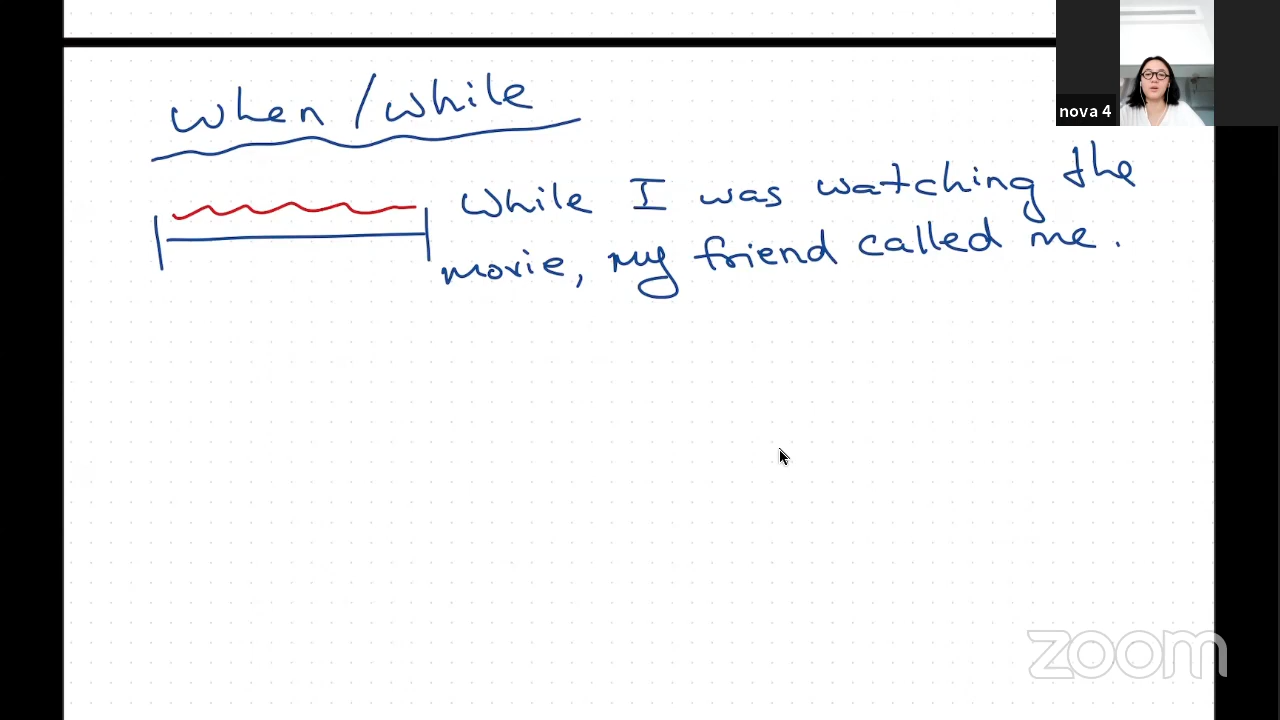 when / while
While I was watching the
movie, my friend called me.
nova 4
zoom